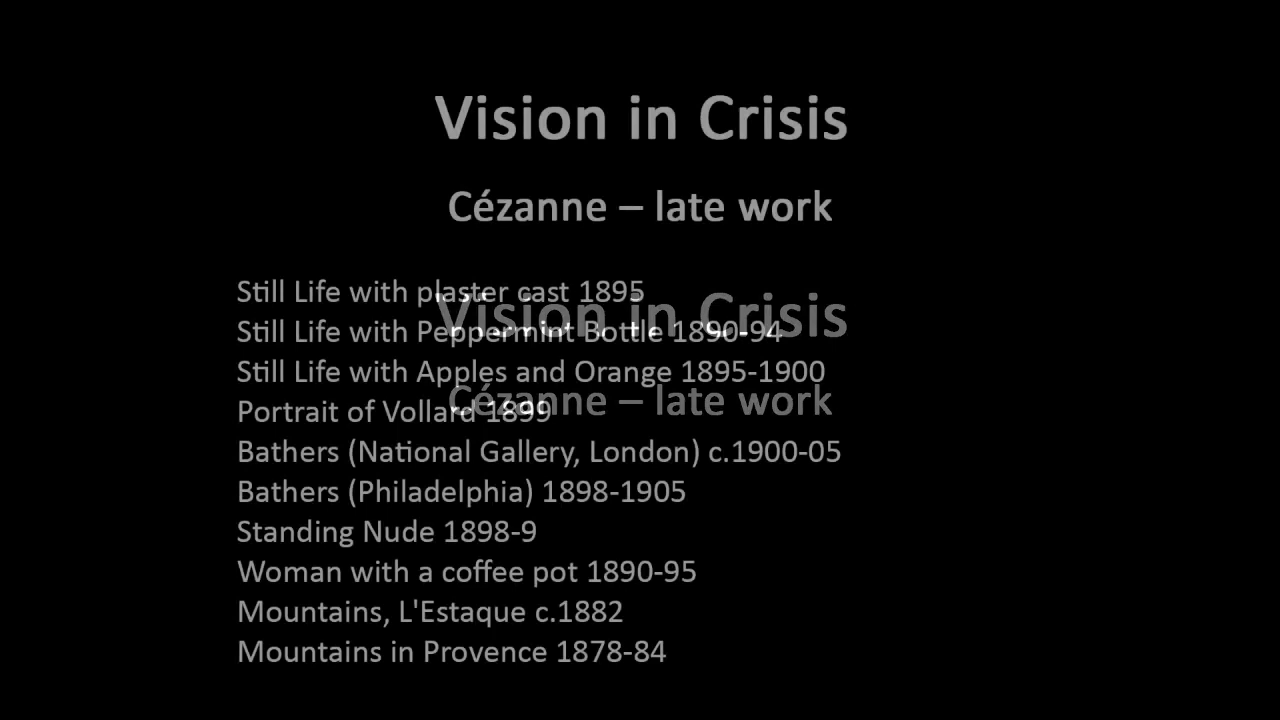 Vision in Crisis
Cézanne – late work
Still Life with plaster cast 1895
Vision in Crisis
Still Life with Peppermint Bottle 1890-94
Still Life with Apples and Orange 1895-1900
Cézanne – late work
Portrait of Vollard 1899
Bathers (National Gallery, London) c.1900-05
Bathers (Philadelphia) 1898-1905
Standing Nude 1898-9
Woman with a coffee pot 1890-95
Mountains, L'Estaque c.1882
Mountains in Provence 1878-84